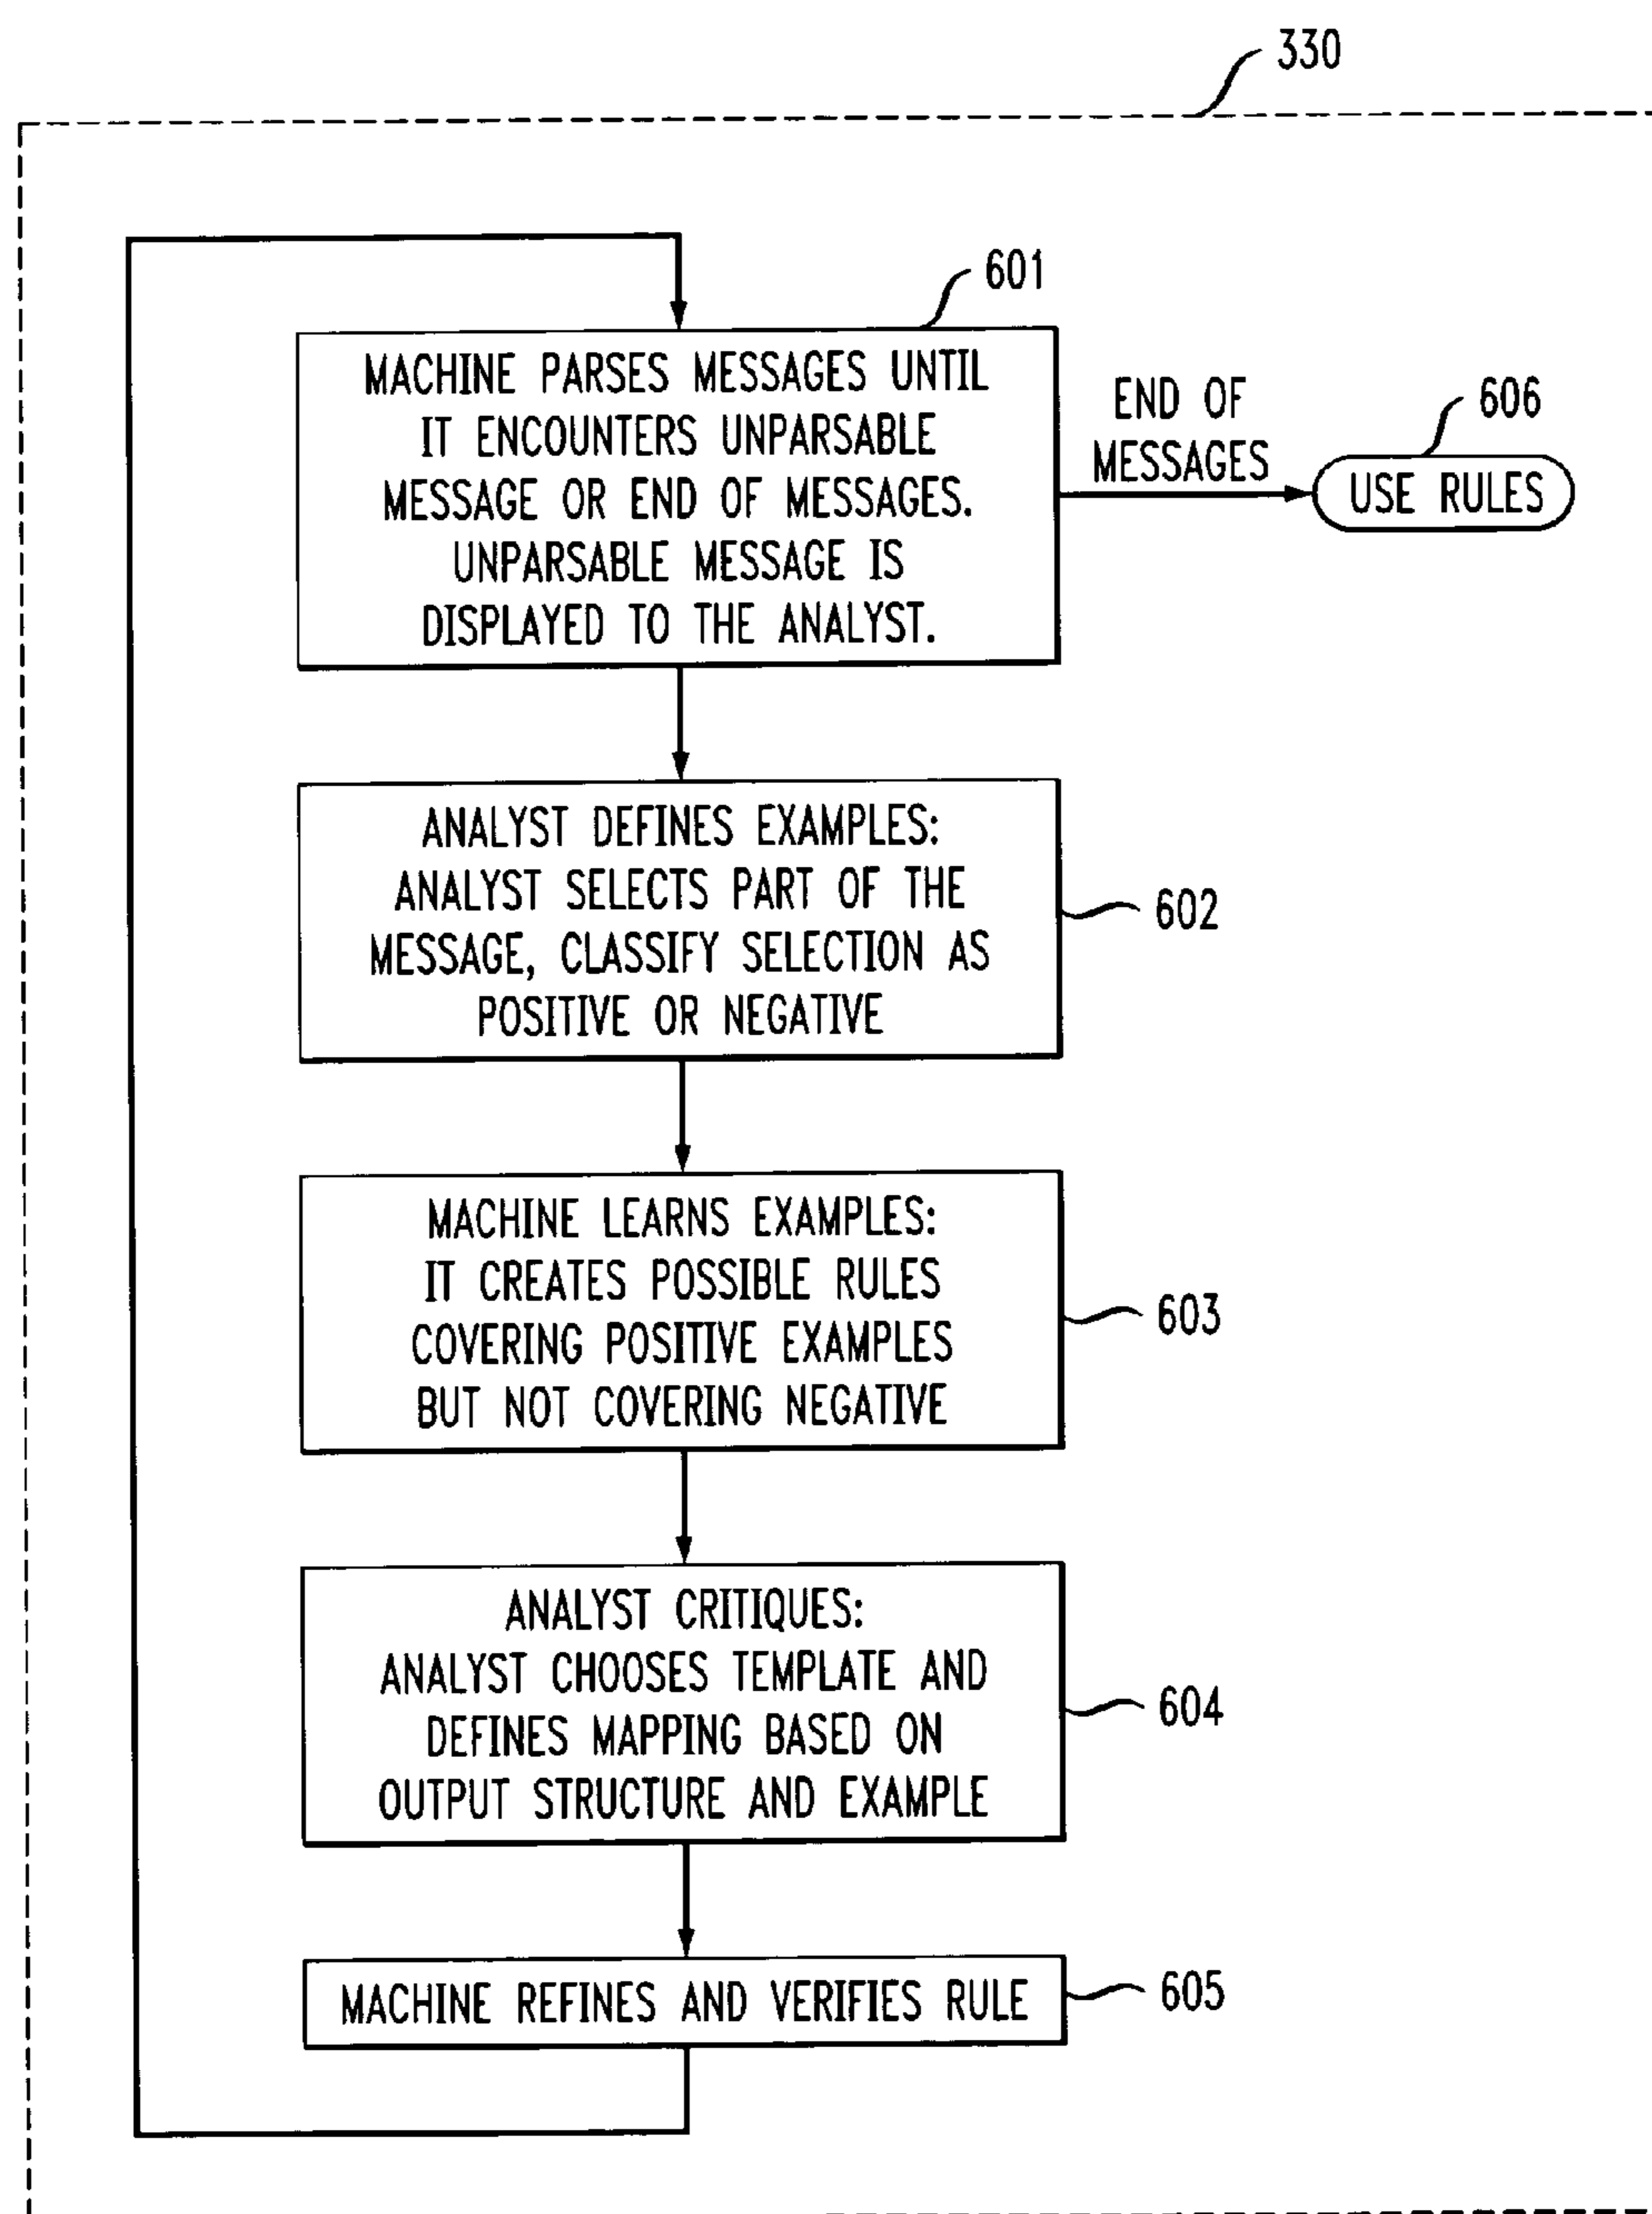 330
601
MACHINE PARSES MESSAGES UNTIL
IT ENCOUNTERS UNPARSABLE
MESSAGE OR END OF MESSAGES.
UNPARSABLE MESSAGE IS
DISPLAYED TO THE ANALYST.
END OF
MESSAGES
606
USE RULES
ANALYST DEFINES EXAMPLES:
ANALYST SELECTS PART OF THE
MESSAGE, CLASSIFY SELECTION AS
POSITIVE OR NEGATIVE
602
MACHINE LEARNS EXAMPLES:
IT CREATES POSSIBLE RULES
COVERING POSITIVE EXAMPLES
BUT NOT COVERING NEGATIVE
603
ANALYST CRITIQUES:
ANALYST CHOOSES TEMPLATE AND
DEFINES MAPPING BASED ON
OUTPUT STRUCTURE AND EXAMPLE
604
MACHINE REFINES AND VERIFIES RULE
605